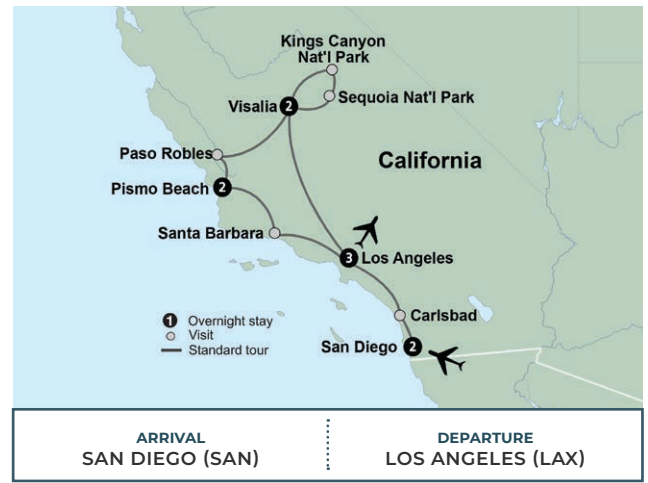 Kings Canyon
Nat'l Park
Sequoia Nat'l Park
Visalia 2
Paso Robles
California
Pismo Beach 2
Santa Barbara
3 Los Angeles
Carlsbad
1 Overnight stay
Visit
Standard tour
San Diego 2
ARRIVAL
SAN DIEGO (SAN)
DEPARTURE
LOS ANGELES (LAX)